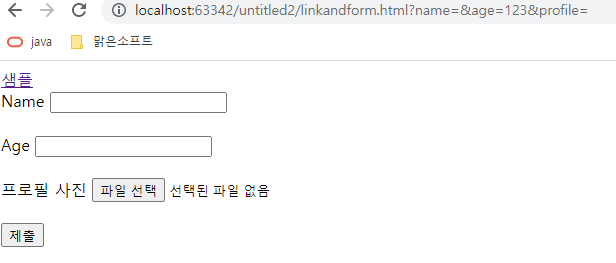 localhost:63342/untitled2/linkandform.html?name=&age=123&profile=
java 맑은소프트
샘플
Name
Age
프로필 사진 파일 선택 선택된 파일 없음
제출